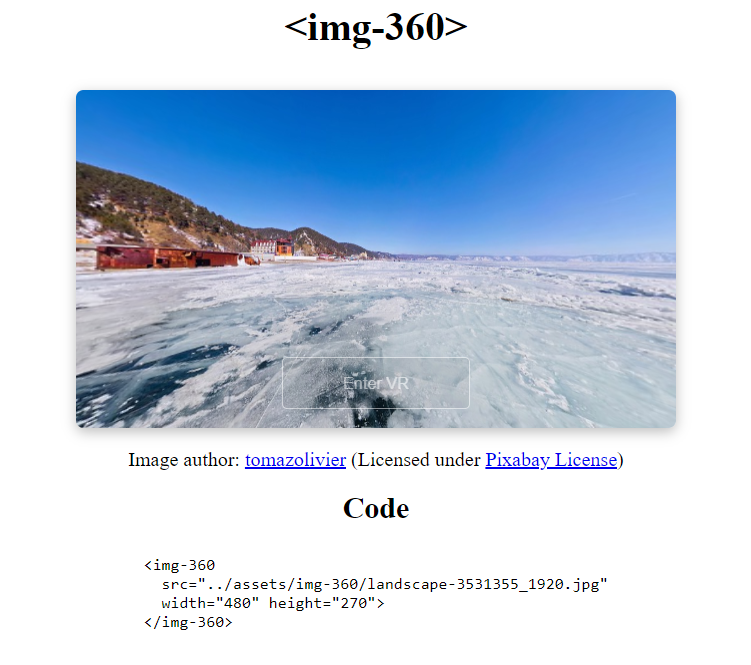 <img-360>
Enter VR
Image author: tomazolivier (Licensed under Pixabay License)
Code
<img-360
  src="../assets/img-360/landscape-3531355_1920.jpg"
  width="480" height="270">
</img-360>